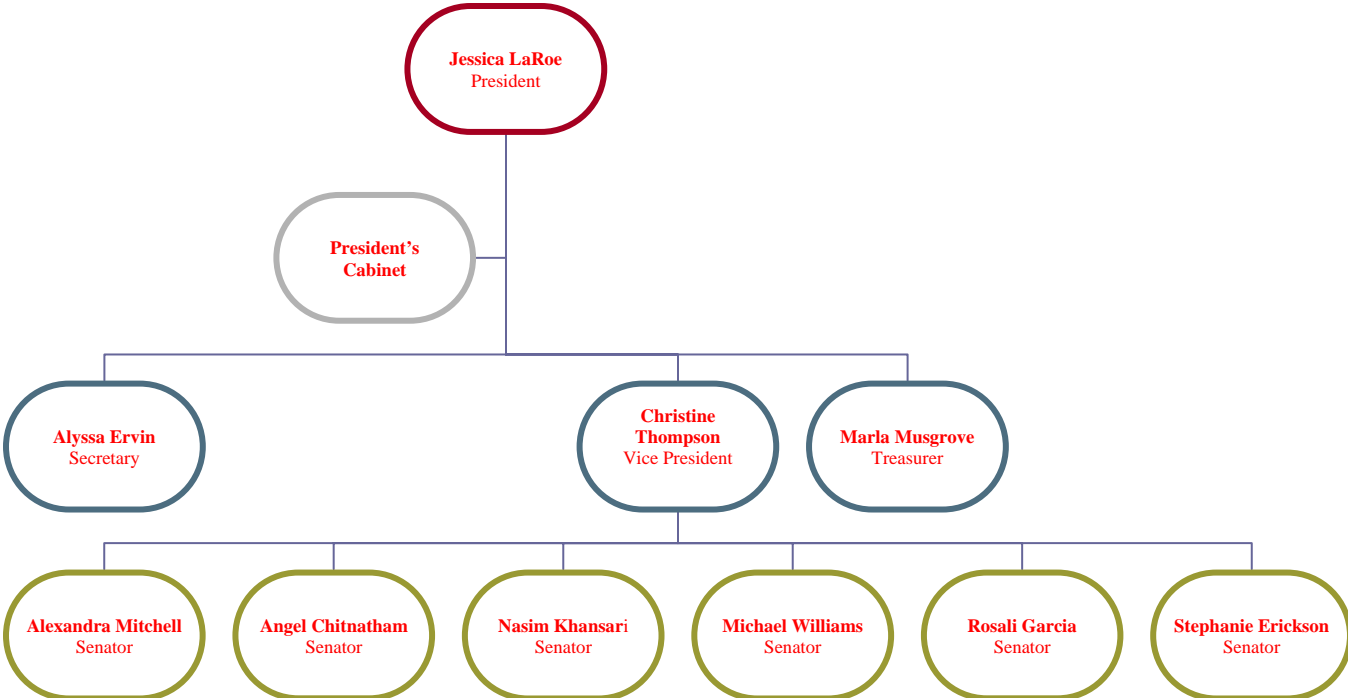 Jessica LaRoe
President
President’s
Cabinet
Alyssa Ervin
Secretary
Christine
Thompson
Vice President
Marla Musgrove
Treasurer
Alexandra Mitchell
Senator
Angel Chitnatham
Senator
Nasim Khansari
Senator
Michael Williams
Senator
Rosali Garcia
Senator
Stephanie Erickson
Senator